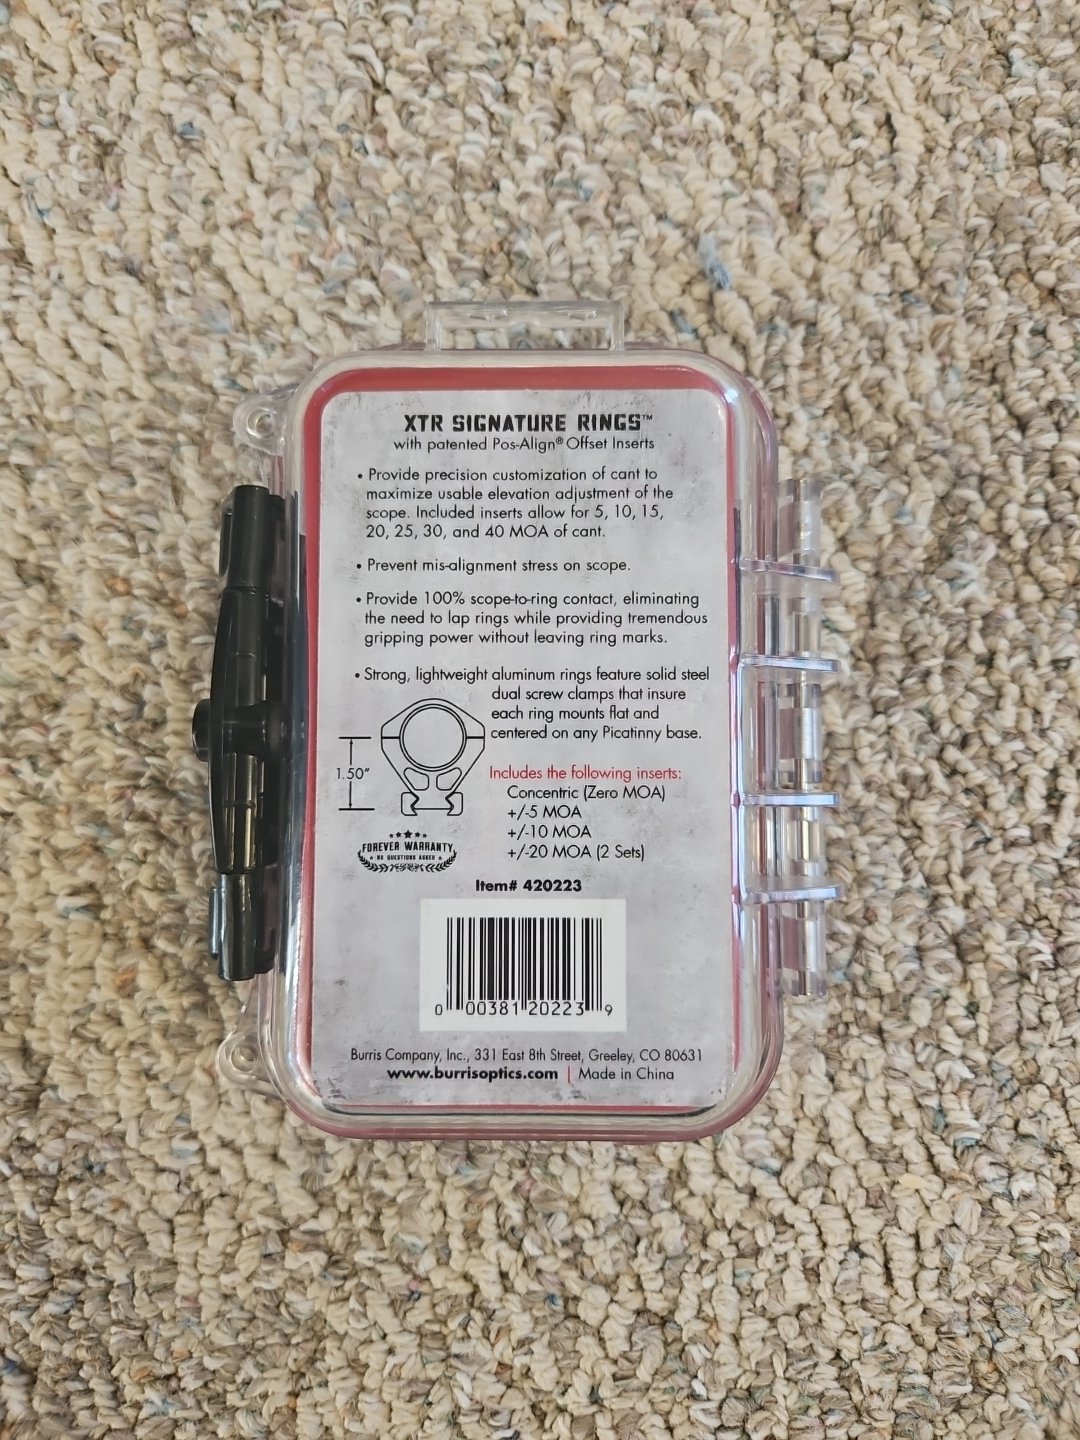 XTR SIGNATURE RINGS™
with patented Pos-Align® Offset Inserts
• Provide precision customization of cant to
maximize usable elevation adjustment of the
scope. Included inserts allow for 5, 10, 15,
20, 25, 30, and 40 MOA of cant.
• Prevent mis-alignment stress on scope.
• Provide 100% scope-to-ring contact, eliminating
the need to lap rings while providing tremendous
gripping power without leaving ring marks.
• Strong, lightweight aluminum rings feature solid steel
dual screw clamps that insure
each ring mounts flat and
centered on any Picatinny base.
1.50"
Includes the following inserts:
Concentric (Zero MOA)
+/-5 MOA
+/-10 MOA
+/-20 MOA (2 Sets)
FOREVER WARRANTY
NO QUESTIONS ASKED
Item# 420223
0 00381 20223 9
Burris Company, Inc., 331 East 8th Street, Greeley, CO 80631
www.burrisoptics.com | Made in China